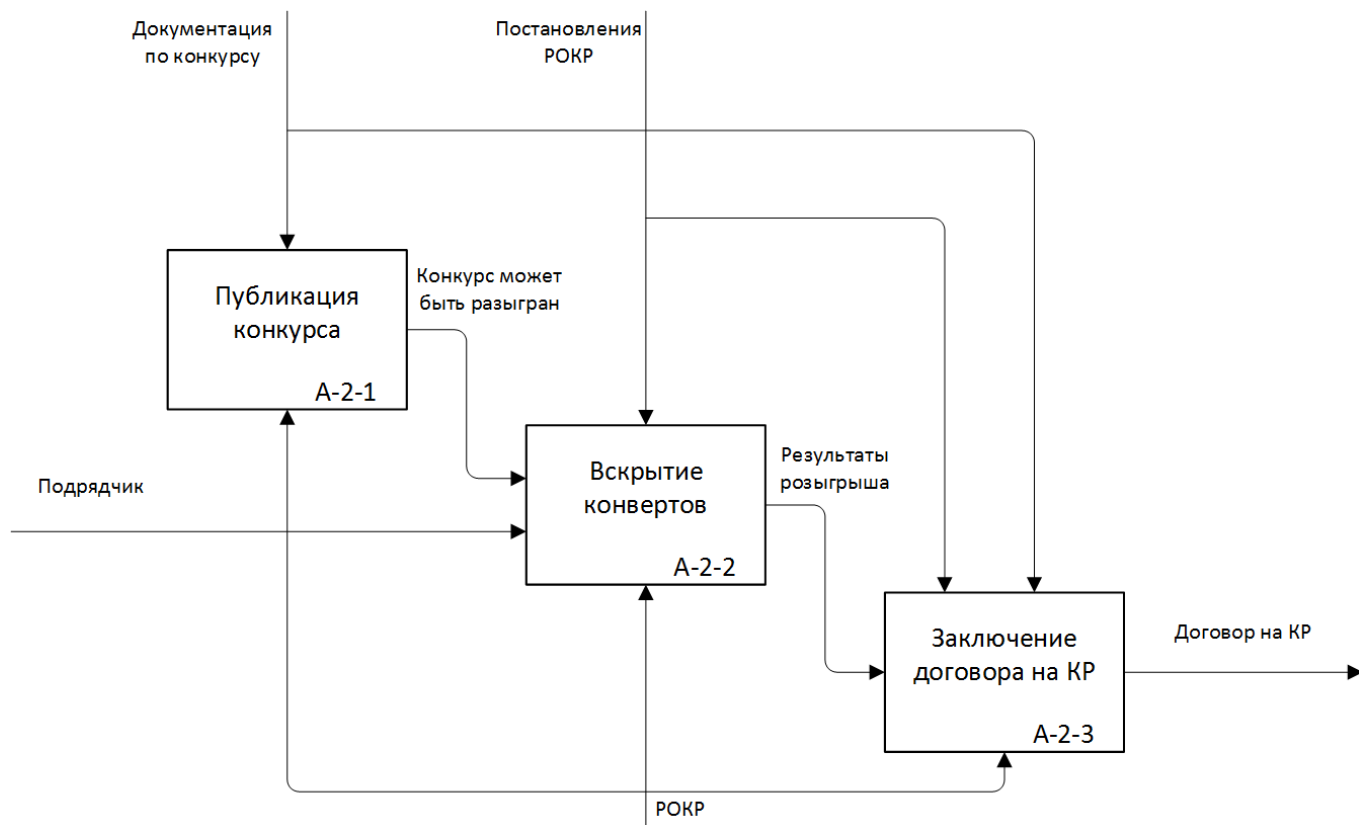 Документация
по конкурсу
Постановления
РОКР
Публикация
конкурса
А-2-1
Конкурс может
быть разыгран
Подрядчик
Вскрытие
конвертов
А-2-2
Результаты
розыгрыша
Заключение
договора на КР
А-2-3
Договор на КР
РОКР